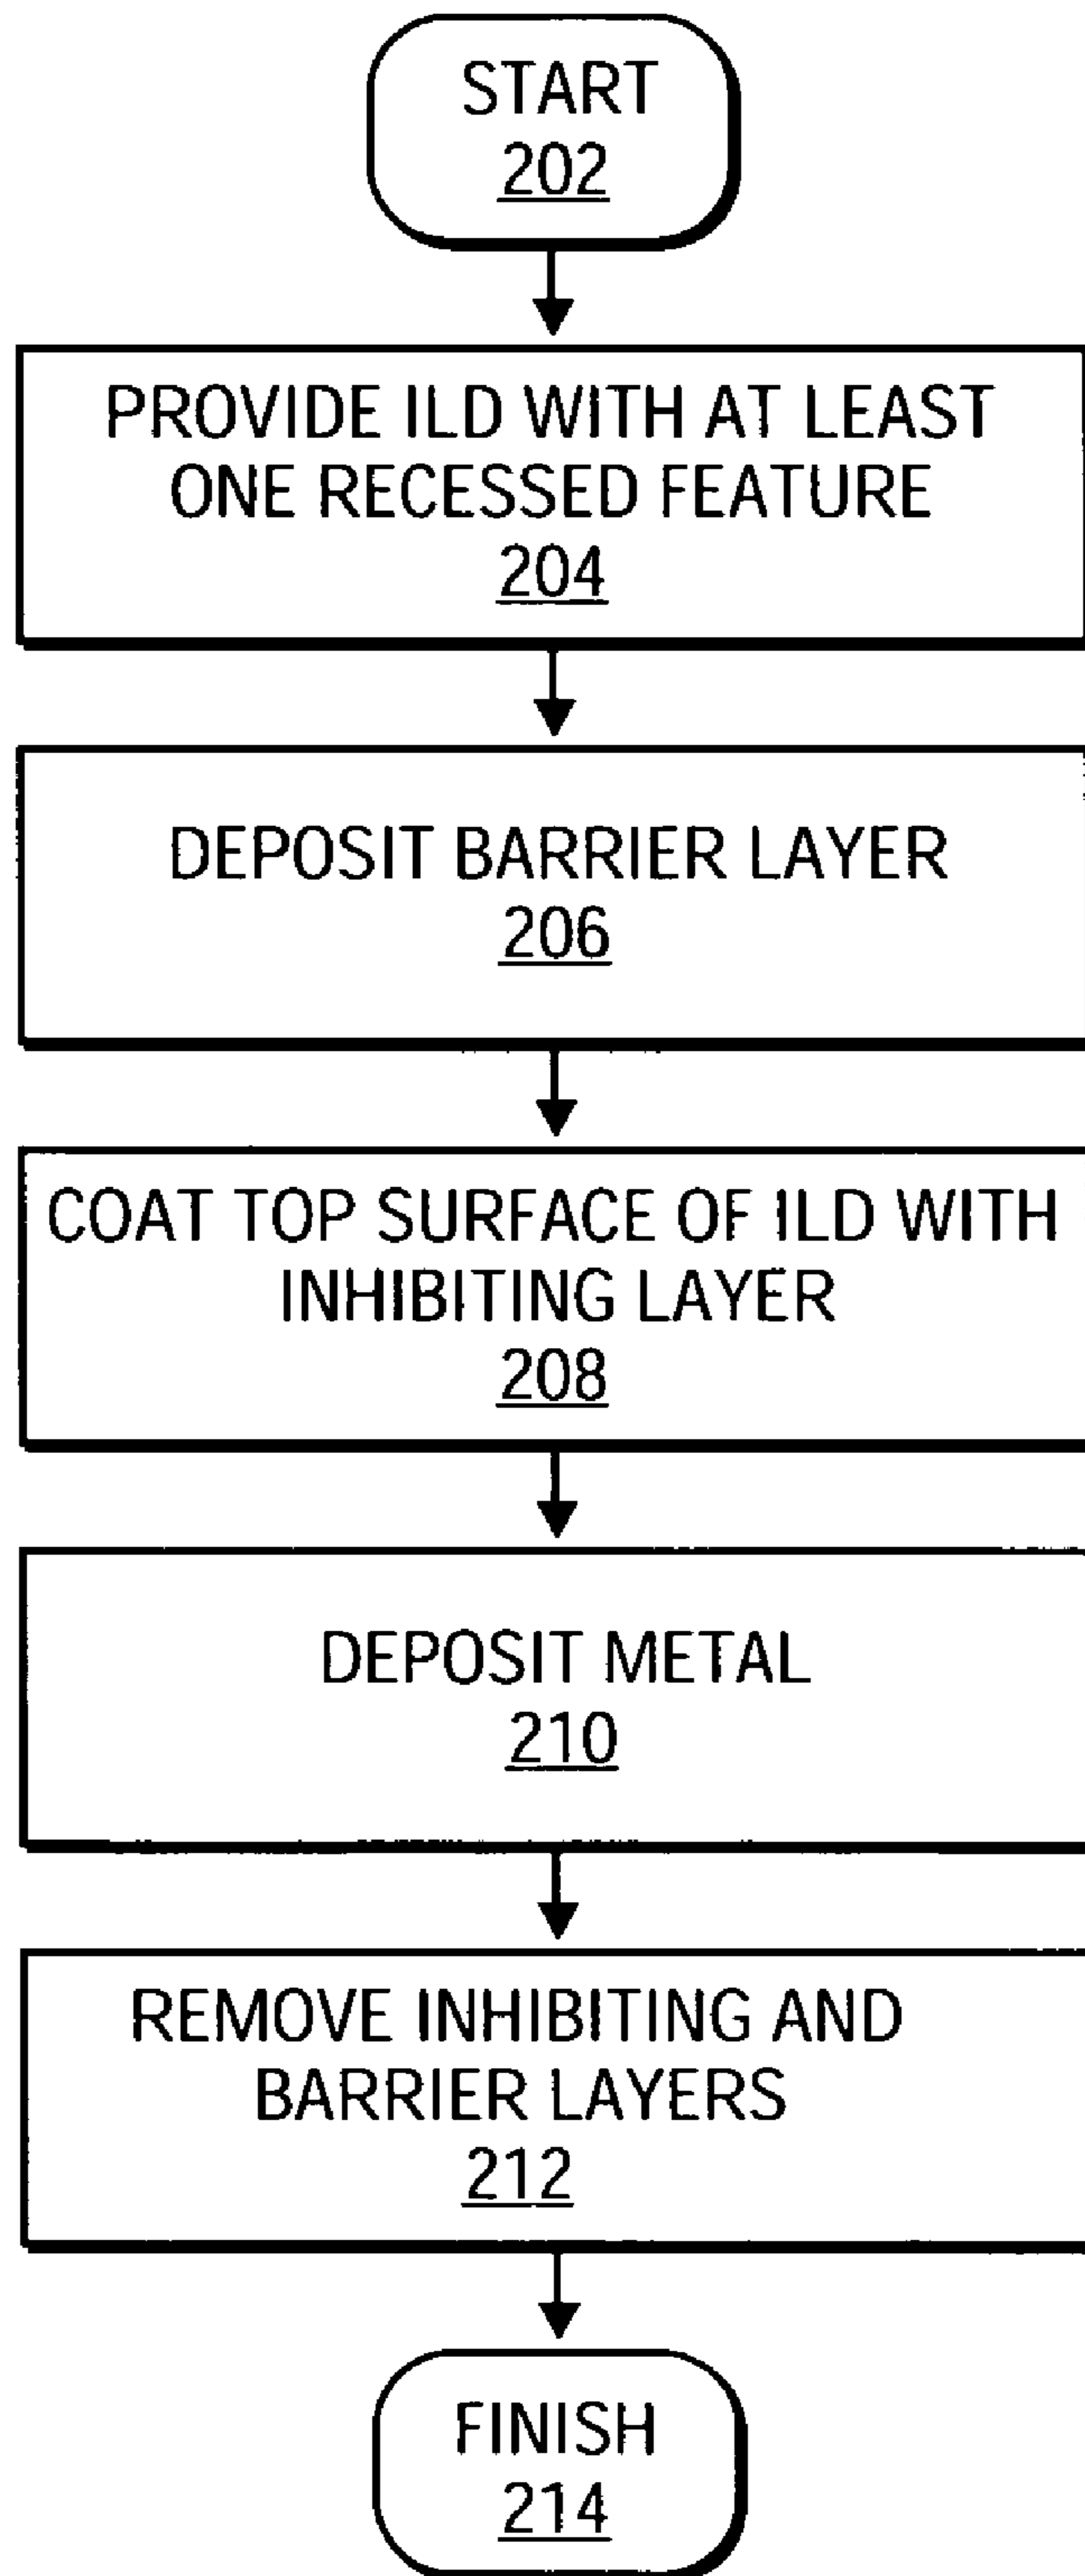 START
202
PROVIDE ILD WITH AT LEAST
ONE RECESSED FEATURE
204
DEPOSIT BARRIER LAYER
206
COAT TOP SURFACE OF ILD WITH
INHIBITING LAYER
208
DEPOSIT METAL
210
REMOVE INHIBITING AND
BARRIER LAYERS
212
FINISH
214